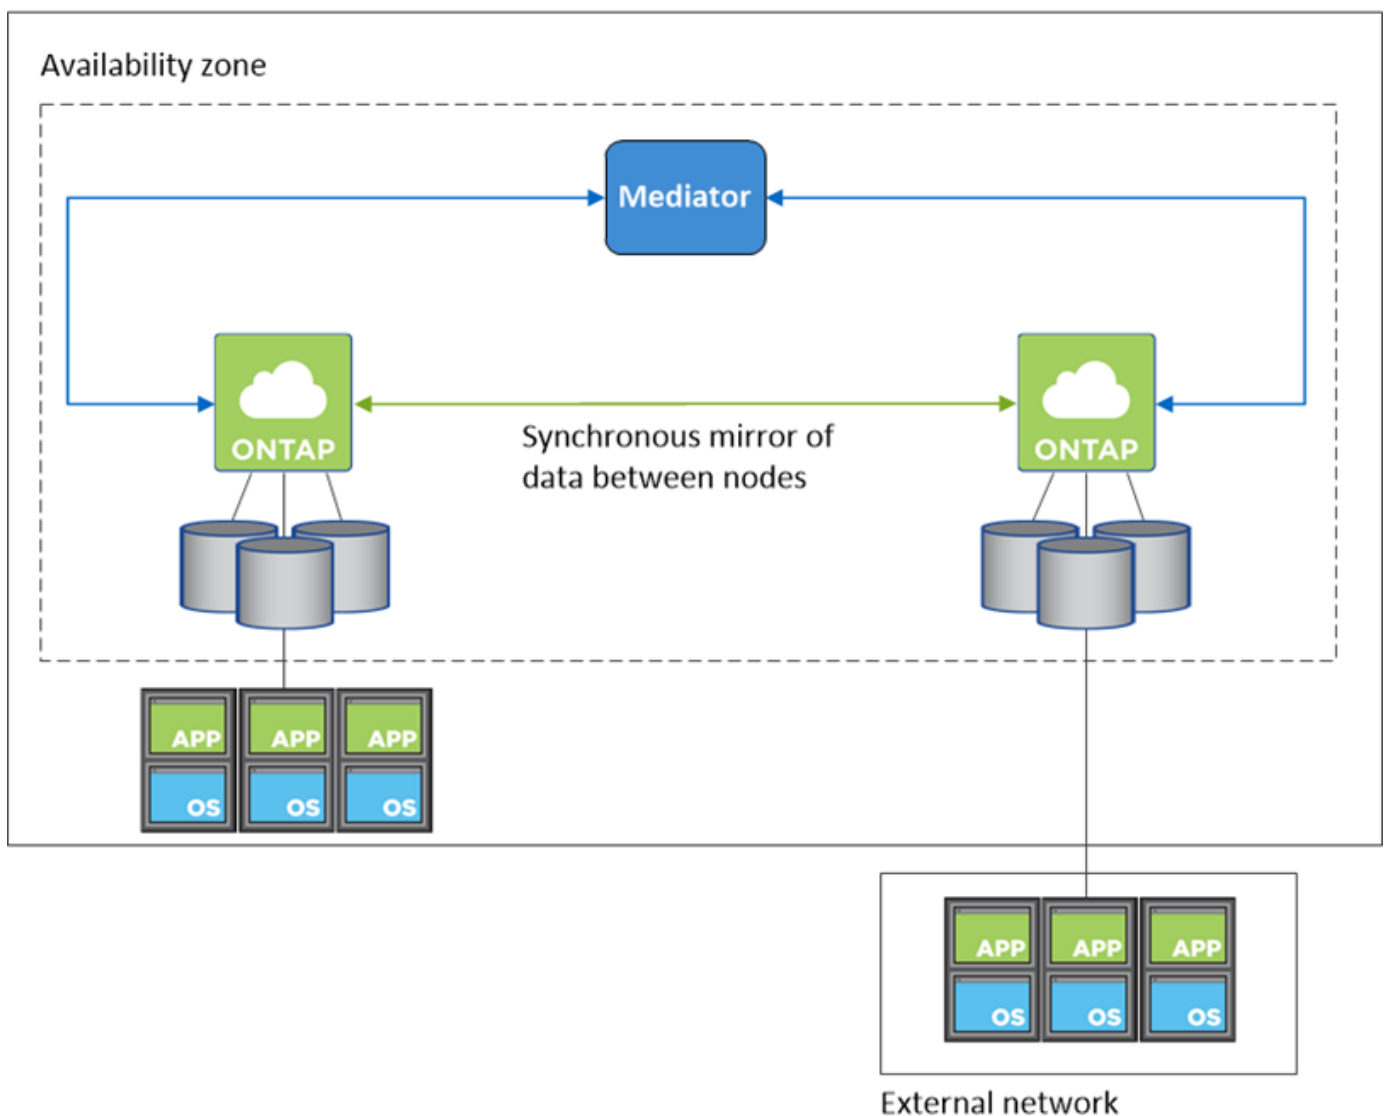 Availability zone
Mediator
ONTAP
ONTAP
Synchronous mirror of
data between nodes
APP
APP
APP
OS
OS
OS
APP
APP
APP
OS
OS
OS
External network